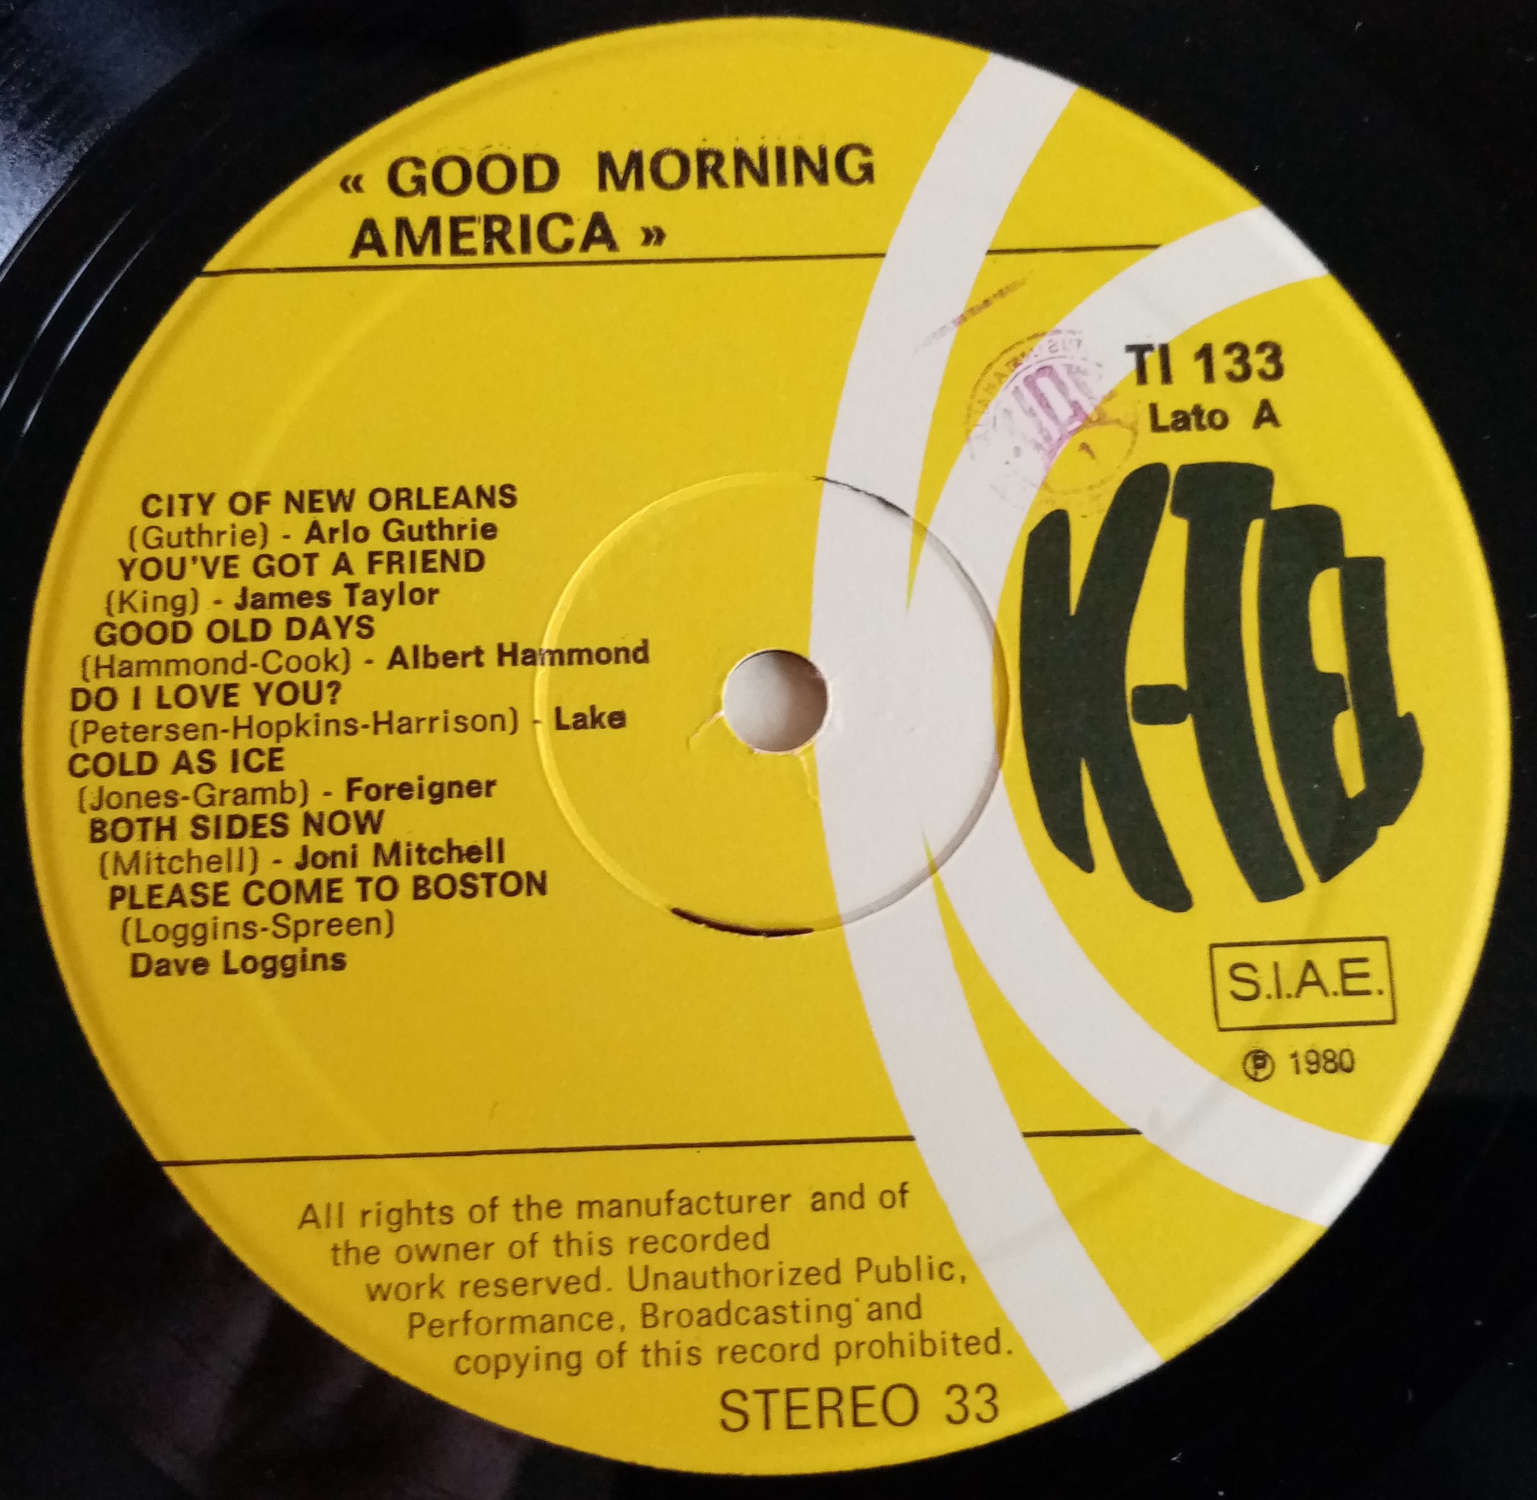 « GOOD MORNING
AMERICA »
TI 133
Lato A
K-TEL
CITY OF NEW ORLEANS
(Guthrie) - Arlo Guthrie
YOU'VE GOT A FRIEND
(King) - James Taylor
GOOD OLD DAYS
(Hammond-Cook) - Albert Hammond
DO I LOVE YOU?
(Petersen-Hopkins-Harrison) - Lake
COLD AS ICE
(Jones-Gramb) - Foreigner
BOTH SIDES NOW
(Mitchell) - Joni Mitchell
PLEASE COME TO BOSTON
(Loggins-Spreen)
Dave Loggins
S.I.A.E.
Ⓟ 1980
All rights of the manufacturer and of
the owner of this recorded
work reserved. Unauthorized Public,
Performance, Broadcasting and
copying of this record prohibited.
STEREO 33